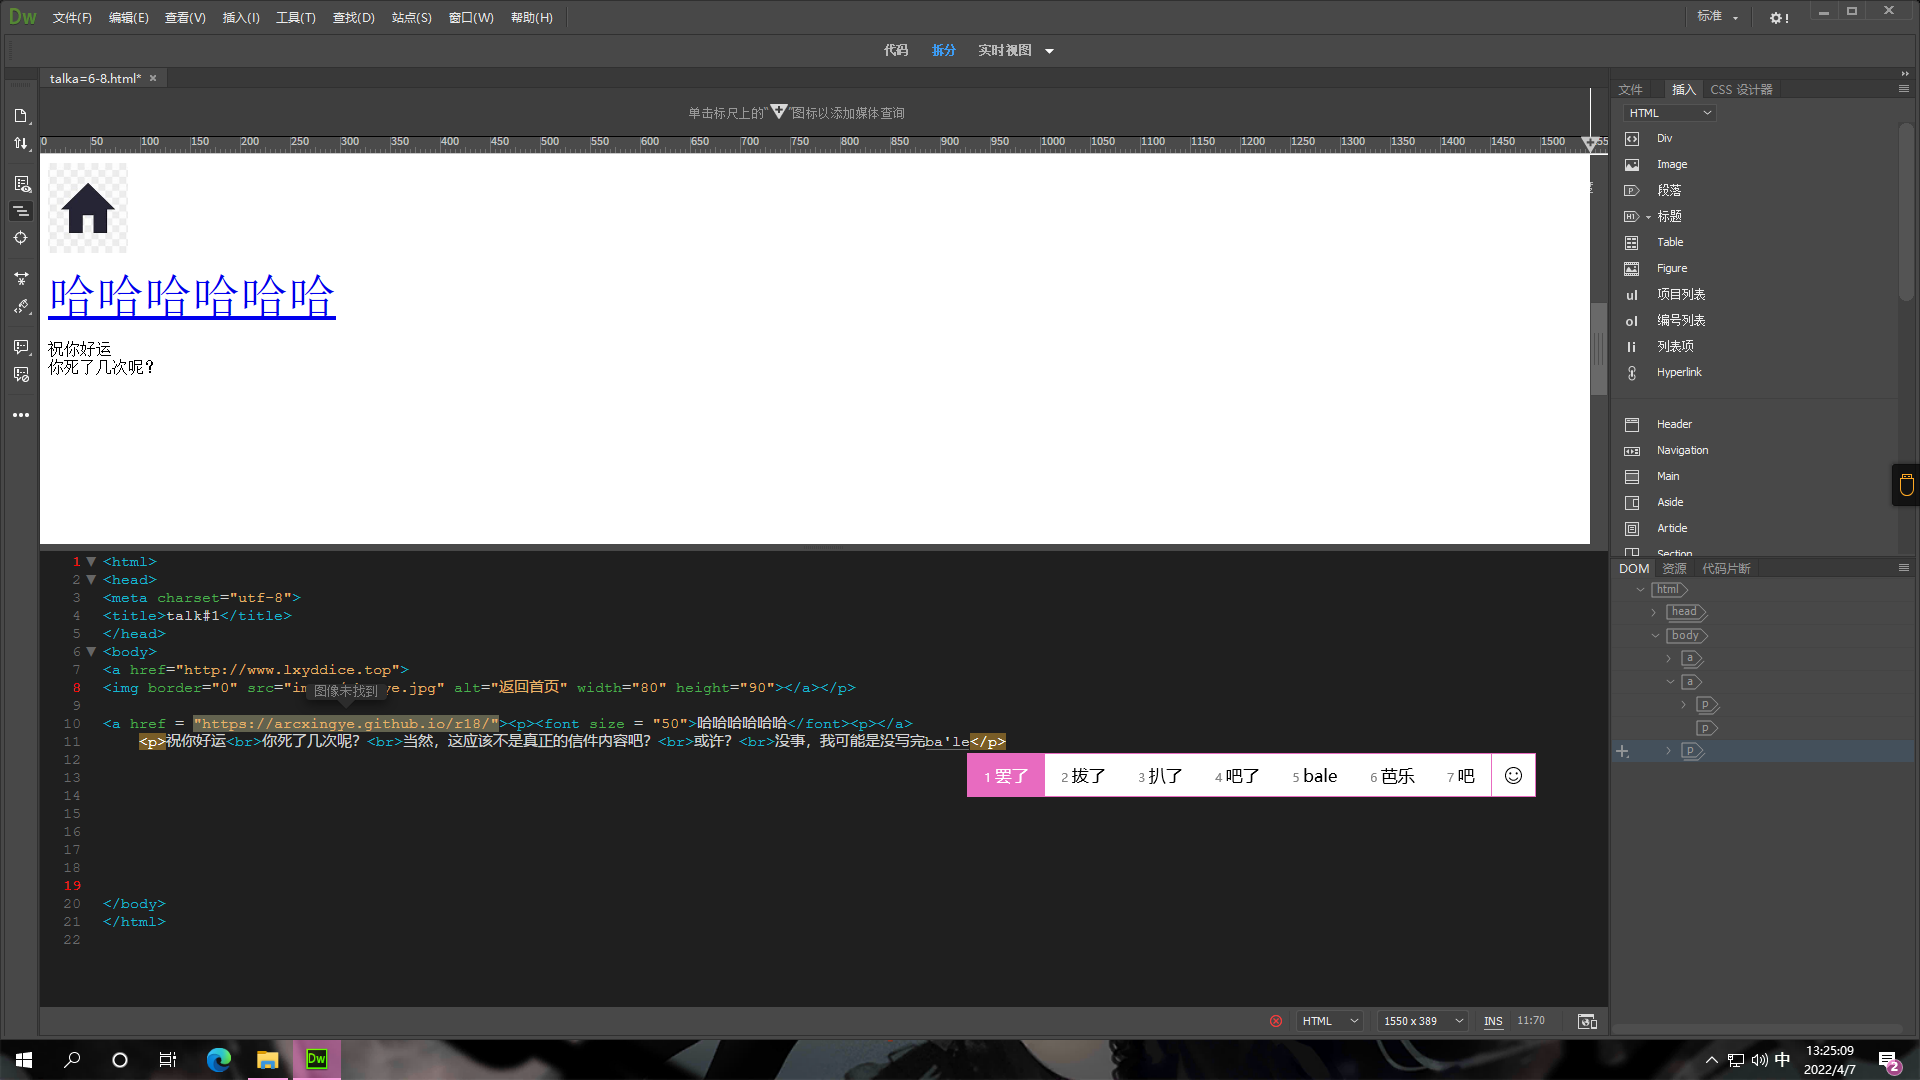 Dw 文件(F) 编辑(E) 查看(V) 插入(I) 工具(T) 查找(D) 站点(S) 窗口(W) 帮助(H) 标准
代码 拆分 实时视图
talka=6-8.html*
单击标尺上的“ ”图标以添加媒体查询
0 50 100 150 200 250 300 350 400 450 500 550 600 650 700 750 800 850 900 950 1000 1050 1100 1150 1200 1250 1300 1350 1400 1450 1500
哈哈哈哈哈哈
祝你好运
你死了几次呢？
1 <html>
2 <head>
3 <meta charset="utf-8">
4 <title>talk#1</title>
5 </head>
6 <body>
7 <a href="http://www.lxyddice.top">
图像未找到
8 <img border="0" src="im ye.jpg" alt="返回首页" width="80" height="90"></a></p>
9
10 <a href = "https://arcxingye.github.io/r18/"><p><font size = "50">哈哈哈哈哈哈</font><p></a>
11 <p>祝你好运<br>你死了几次呢？<br>当然，这应该不是真正的信件内容吧？<br>或许？<br>没事，我可能是没写完ba'le</p>
1 罢了 2 拔了 3 扒了 4 吧了 5 bale 6 芭乐 7 吧
12
13
14
15
16
17
18
19
20 </body>
21 </html>
22
HTML 1550 x 389 INS 11:70
文件 插入 CSS 设计器
HTML
Div
Image
段落
标题
Table
Figure
ul 项目列表
ol 编号列表
li 列表项
Hyperlink
Header
Navigation
Main
Aside
Article
Section
DOM 资源 代码片断
html
head
body
a
a
p
p
p
Dw
中 13:25:09
2022/4/7
2